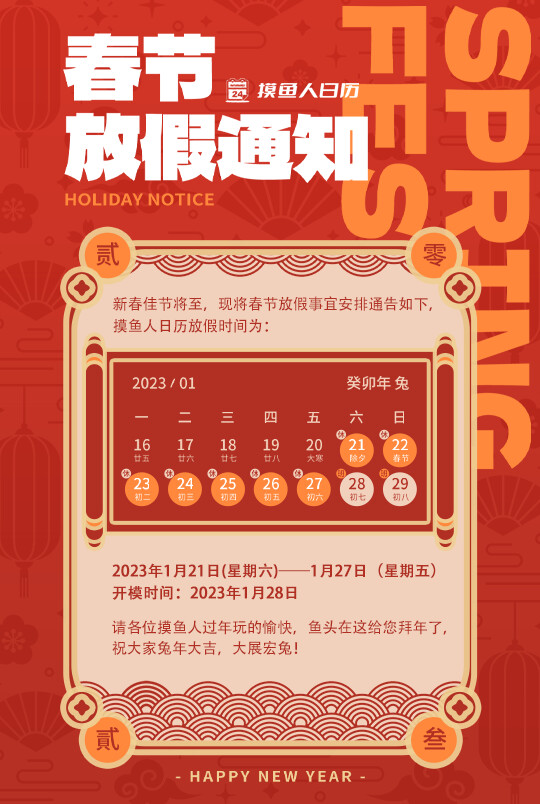 春节
24
摸鱼人日历
放假通知
HOLIDAY NOTICE
SPRTNG
FES
贰
零
新春佳节将至，现将春节放假事宜安排通告如下，
摸鱼人日历放假时间为：
2023 / 01
癸卯年 兔
一 二 三 四 五 六 日
16 17 18 19 20 休 21 休 22
廿五 廿六 廿七 廿八 大寒 除夕 春节
休 23 休 24 休 25 休 26 休 27 班 28 班 29
初二 初三 初四 初五 初六 初七 初八
2023年1月21日(星期六)——1月27日（星期五）
开模时间：2023年1月28日
请各位摸鱼人过年玩的愉快，鱼头在这给您拜年了，
祝大家兔年大吉，大展宏兔！
貳
叁
- HAPPY NEW YEAR -